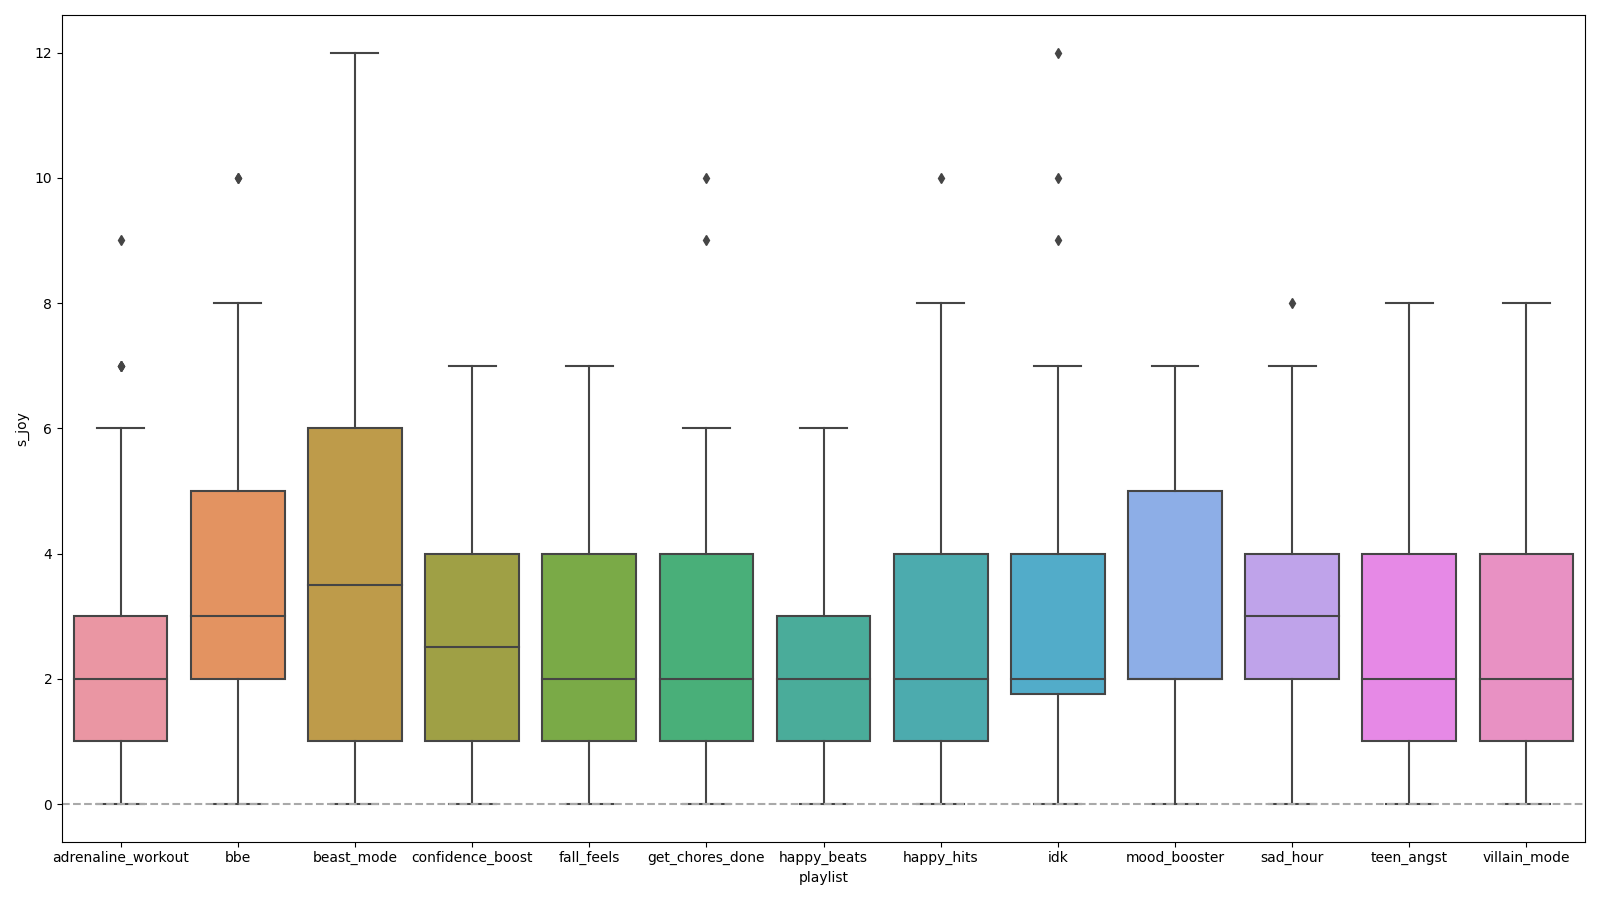 12
10
8
6
4
2
0
s_joy
adrenaline_workout bbe beast_mode confidence_boost fall_feels get_chores_done happy_beats happy_hits idk mood_booster sad_hour teen_angst villain_mode
playlist